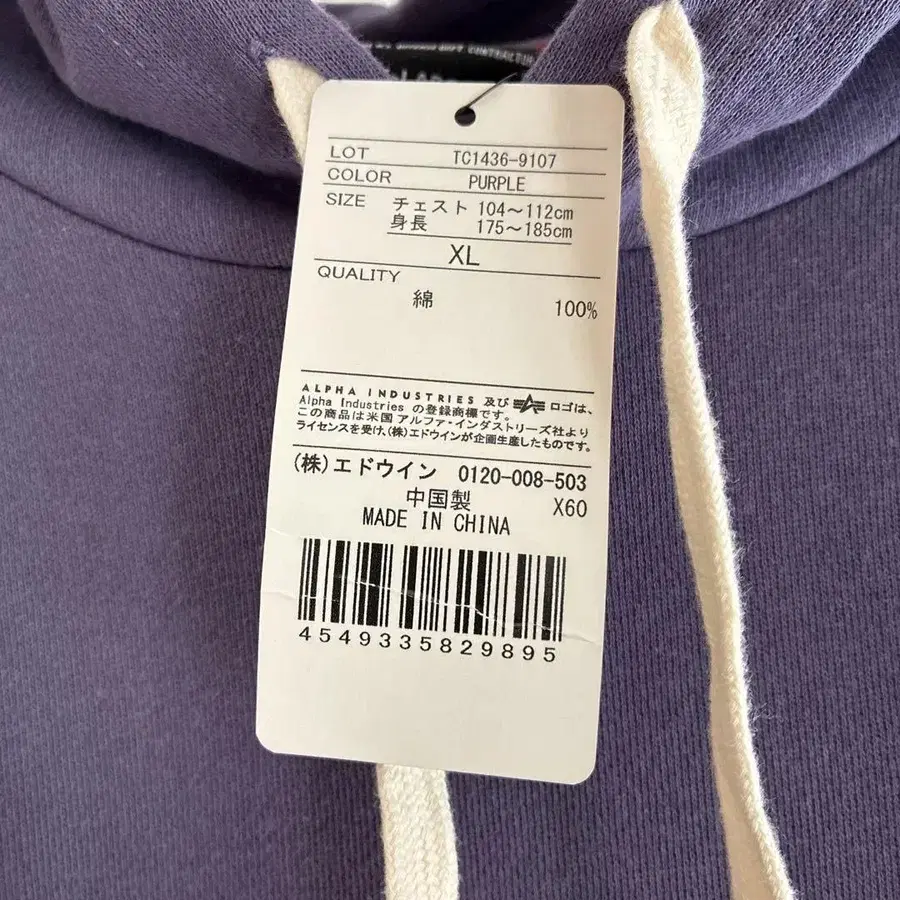 LOT TC1436-9107
COLOR PURPLE
SIZE チェスト 104～112cm
身長 175～185cm
XL
QUALITY
綿 100%
ALPHA INDUSTRIES 及び ロゴは、
Alpha Industries の登録商標です。
この商品は米国 アルファ・インダストリーズ社より
ライセンスを受け、(株)エドウインが企画生産したものです。
(株)エドウイン 0120-008-503
中国製 X60
MADE IN CHINA
4549335829895